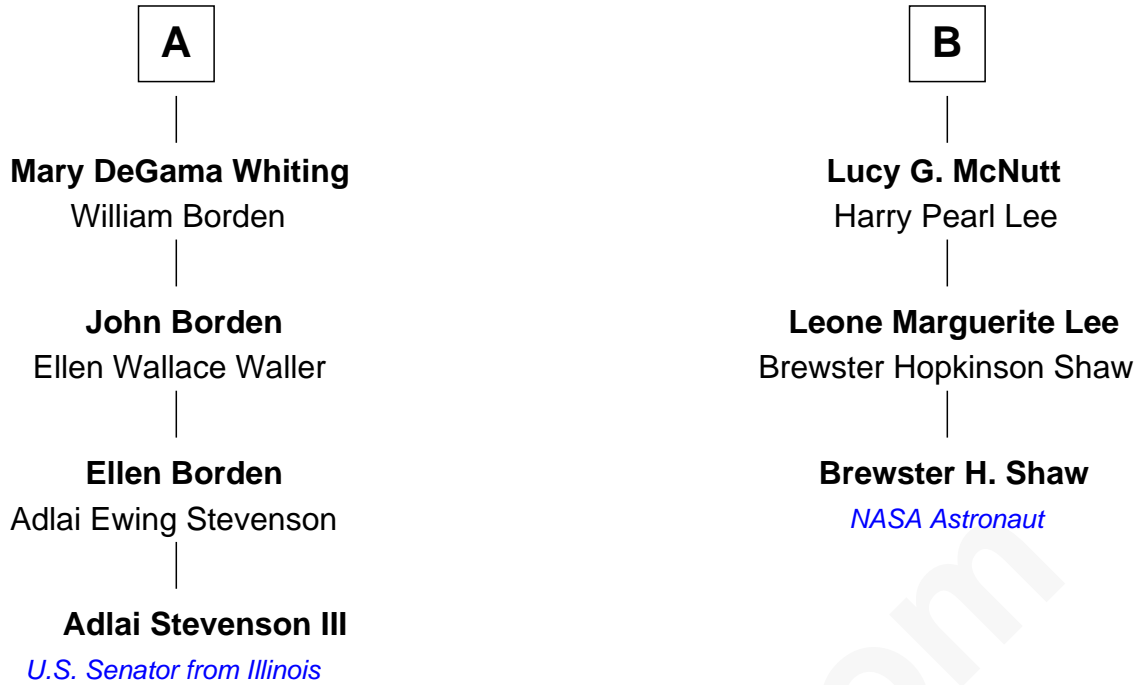 A
Mary DeGama Whiting
William Borden
John Borden
Ellen Wallace Waller
Ellen Borden
Adlai Ewing Stevenson
Adlai Stevenson III
U.S. Senator from Illinois
B
Lucy G. McNutt
Harry Pearl Lee
Leone Marguerite Lee
Brewster Hopkinson Shaw
Brewster H. Shaw
NASA Astronaut
om